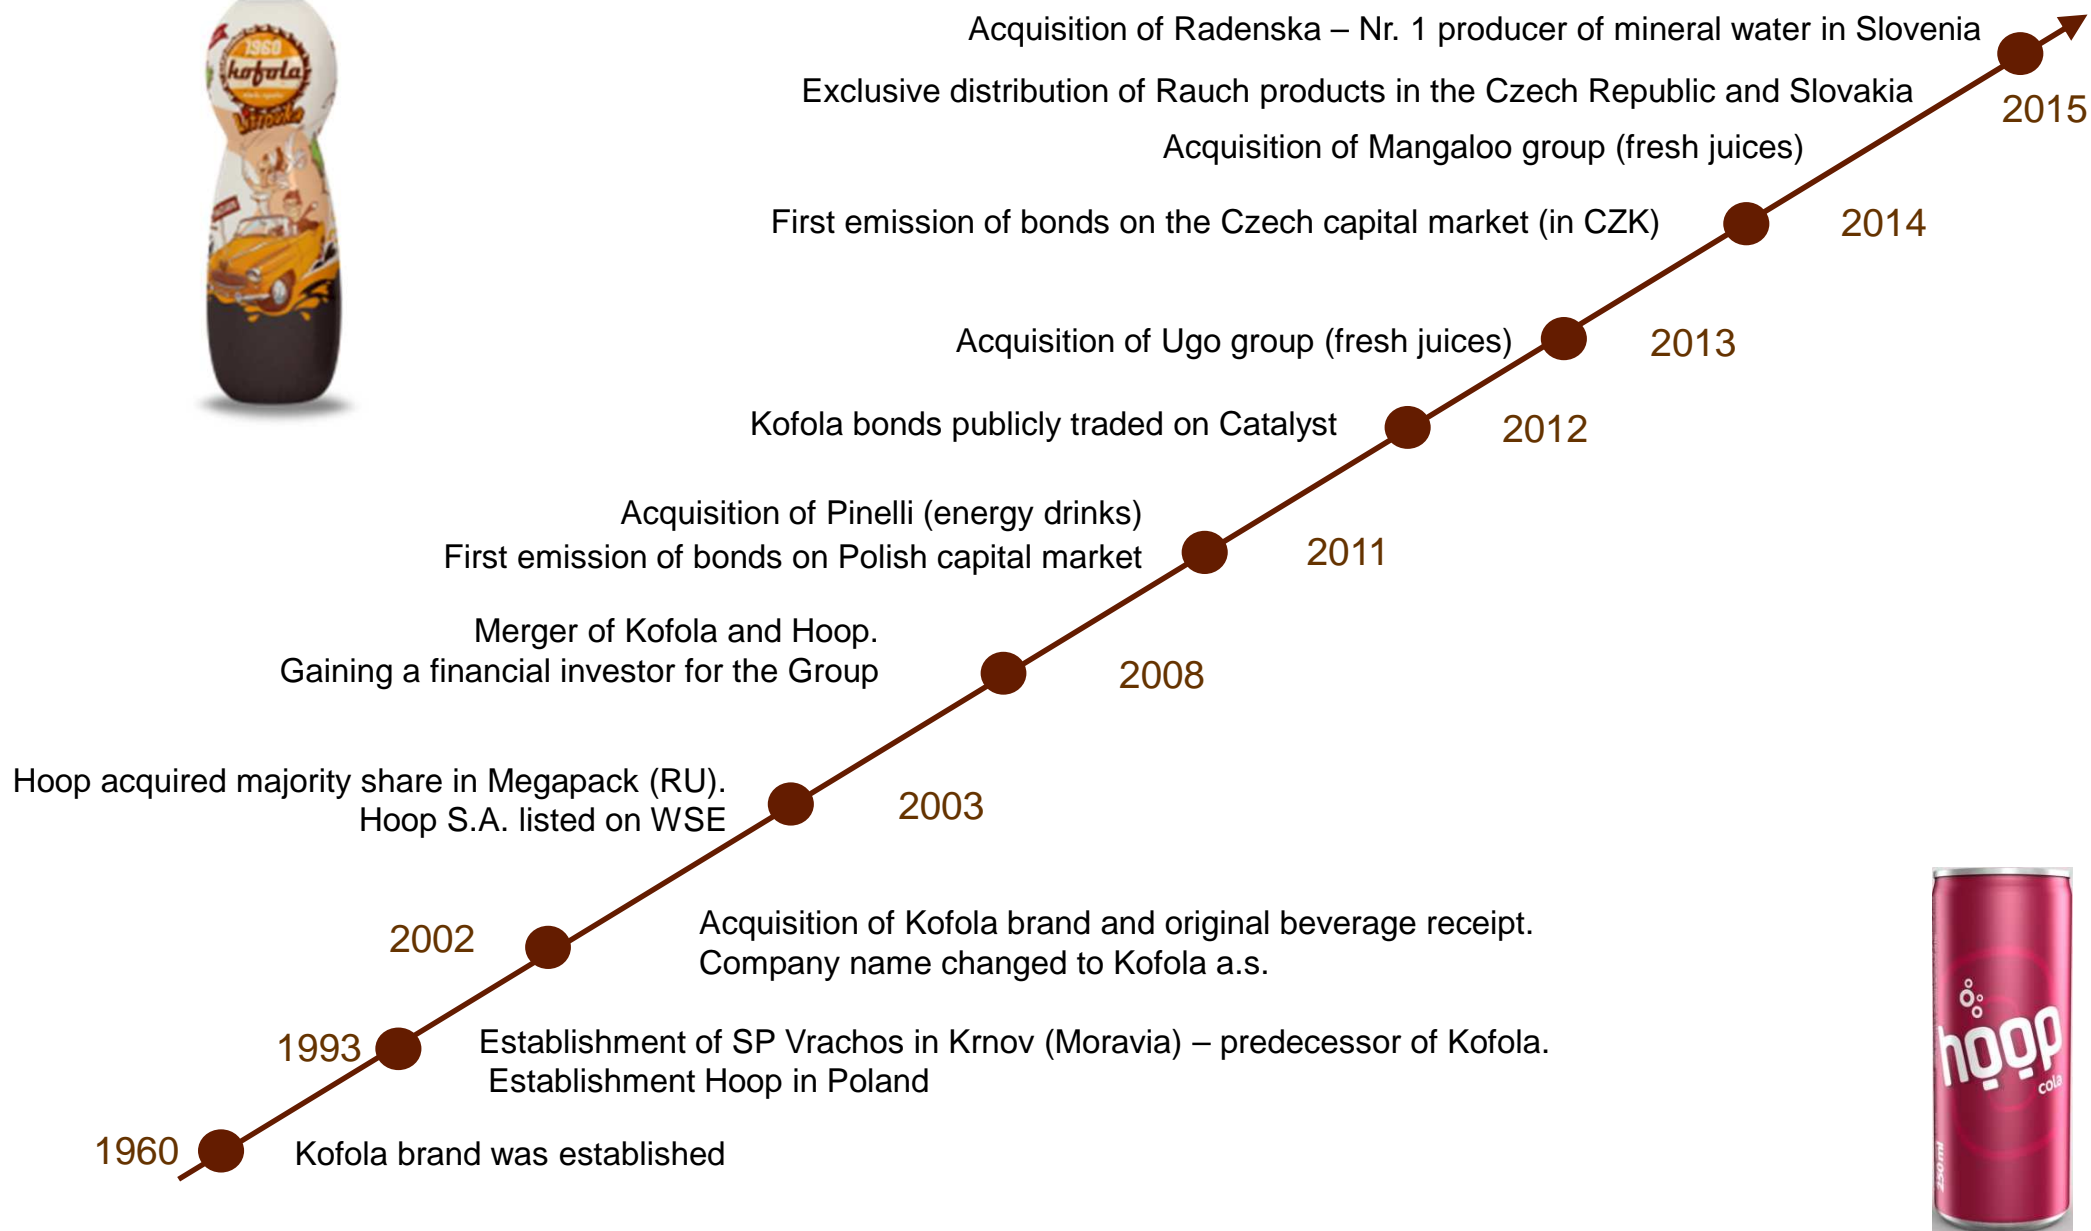 Acquisition of Radenska – Nr. 1 producer of mineral water in Slovenia
Exclusive distribution of Rauch products in the Czech Republic and Slovakia
2015
Acquisition of Mangaloo group (fresh juices)
First emission of bonds on the Czech capital market (in CZK)
2014
Acquisition of Ugo group (fresh juices)
2013
Kofola bonds publicly traded on Catalyst
2012
Acquisition of Pinelli (energy drinks)
First emission of bonds on Polish capital market
2011
Merger of Kofola and Hoop.
Gaining a financial investor for the Group
2008
Hoop acquired majority share in Megapack (RU).
Hoop S.A. listed on WSE
2003
2002
Acquisition of Kofola brand and original beverage receipt.
Company name changed to Kofola a.s.
1993
Establishment of SP Vrachos in Krnov (Moravia) – predecessor of Kofola.
Establishment Hoop in Poland
1960
Kofola brand was established
1960
kofola
hoop
cola
250 ml